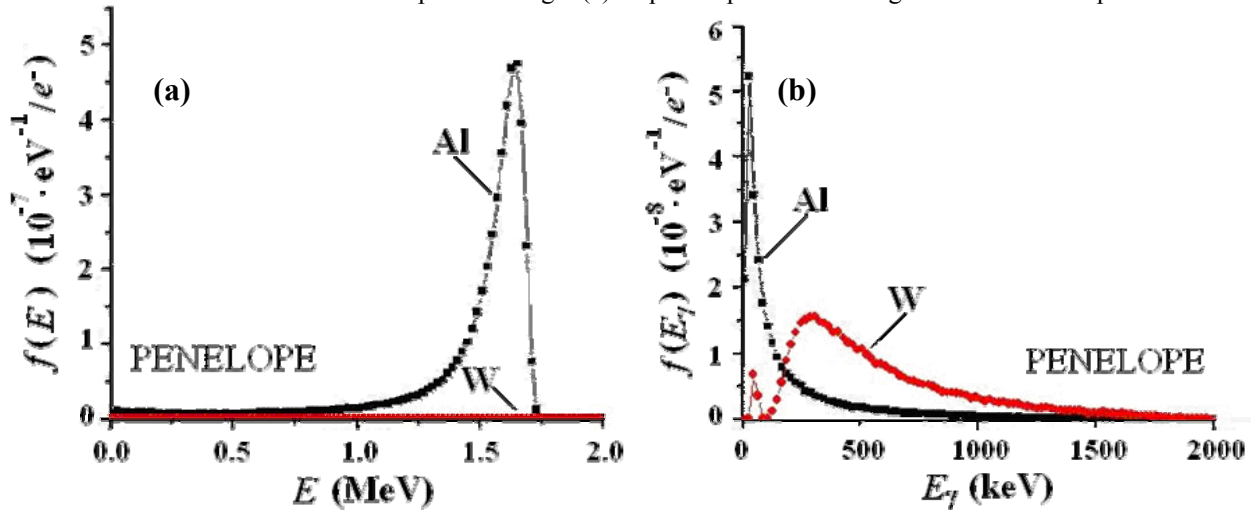 (a)
f(E) (10⁻⁷·eV⁻¹/e⁻)
5
4
3
2
1
0
Al
W
PENELOPE
0.0 0.5 1.0 1.5 2.0
E (MeV)
(b)
f(Eγ) (10⁻⁸·eV⁻¹/e⁻)
6
5
4
3
2
1
0
Al
W
PENELOPE
0 500 1000 1500 2000
Eγ (keV)